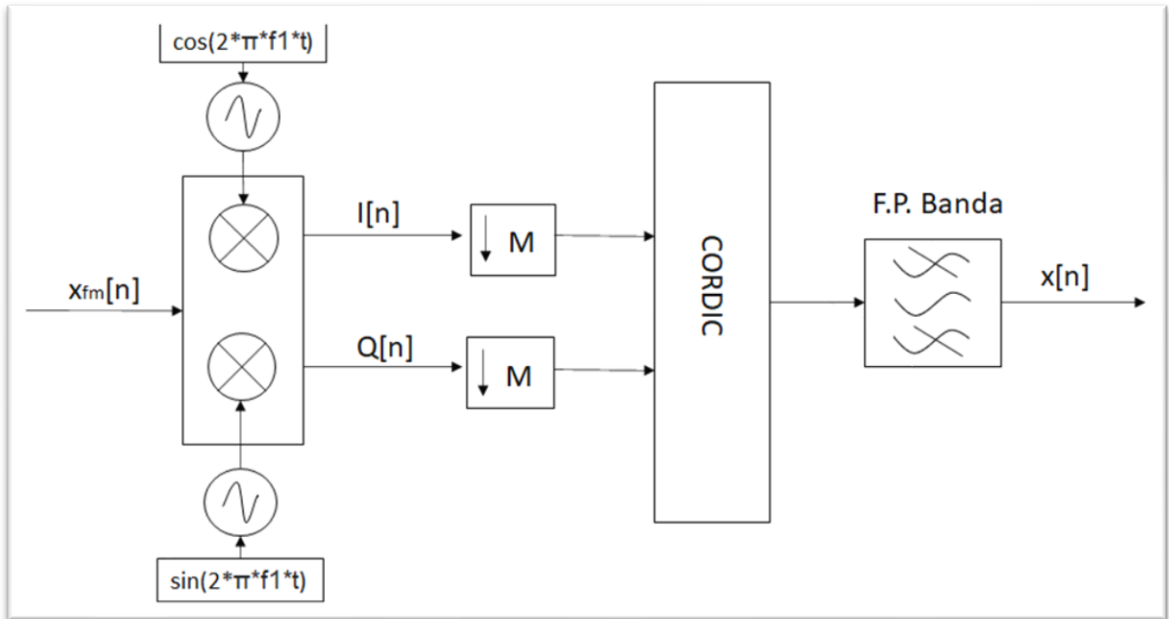 cos(2*π*f1*t)
I[n]
M
F.P. Banda
xfm[n]
CORDIC
x[n]
Q[n]
M
sin(2*π*f1*t)